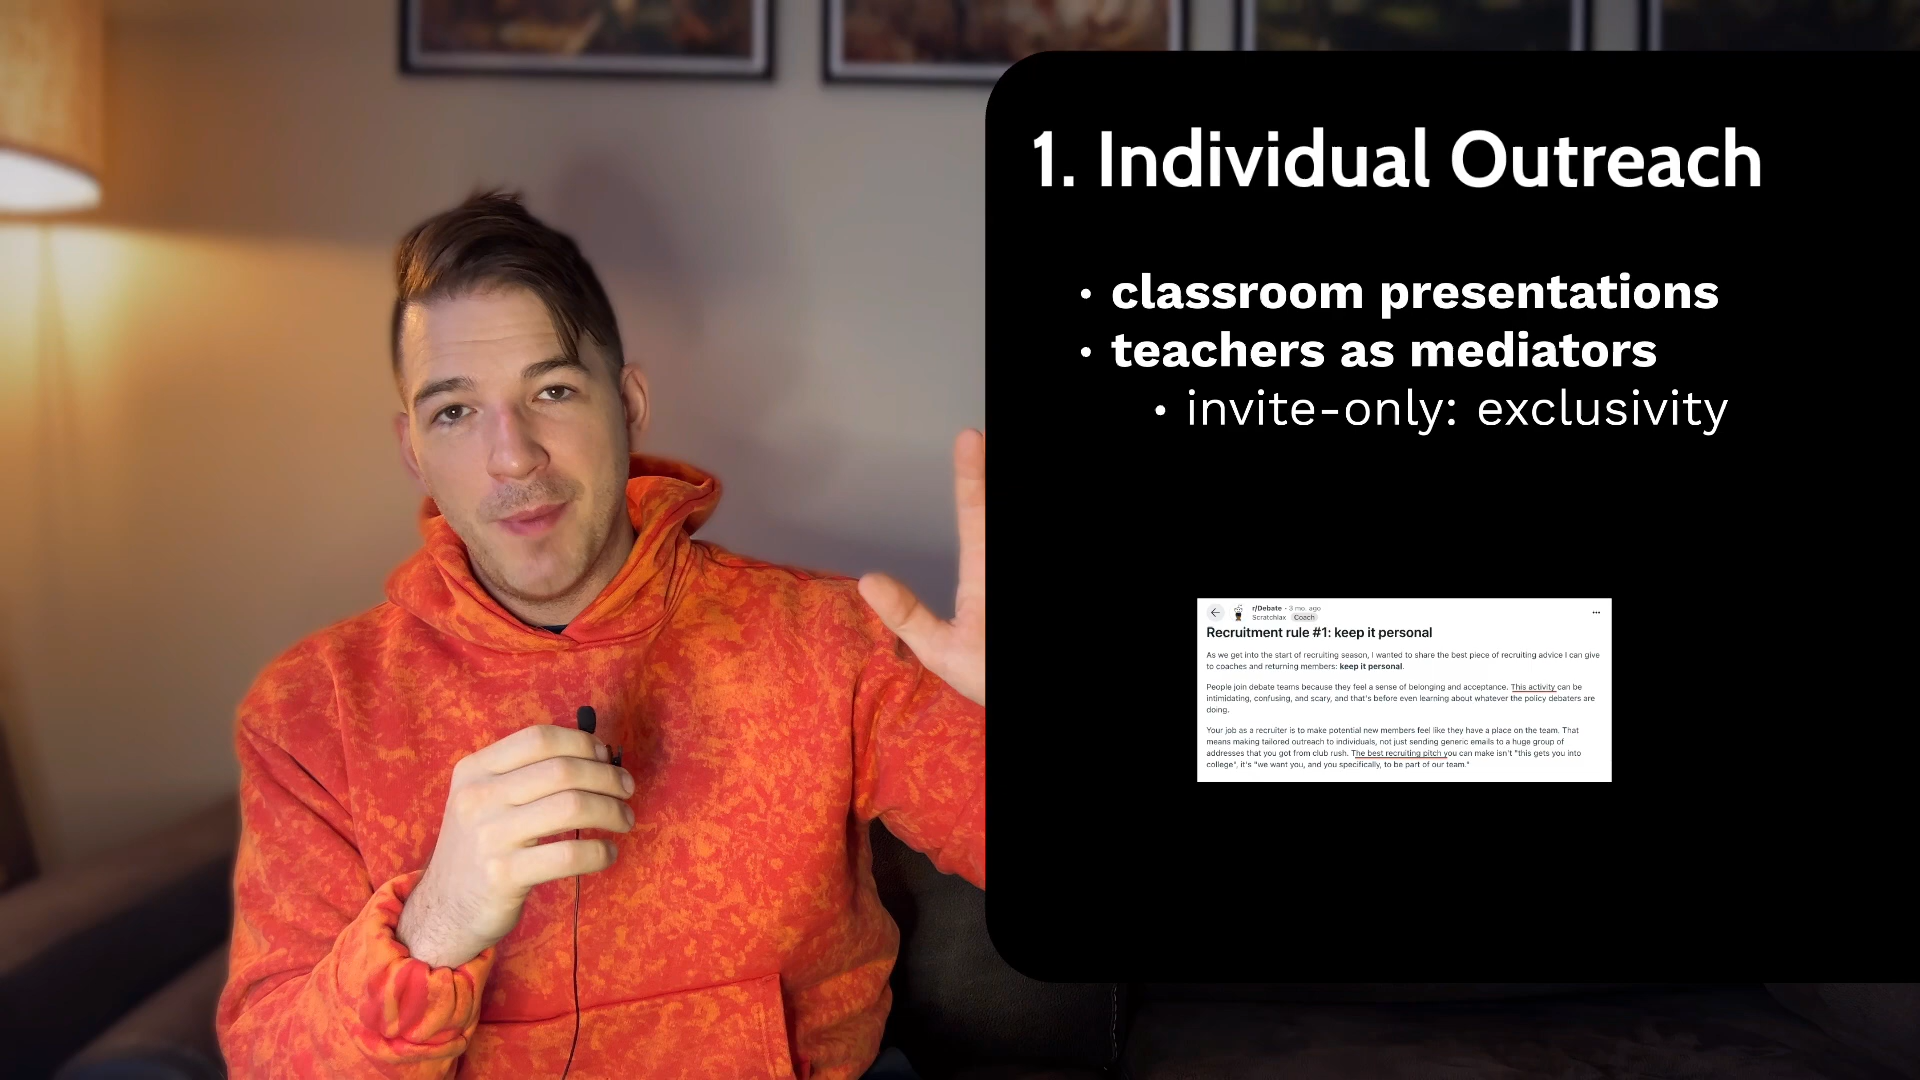 1. Individual Outreach
• classroom presentations
• teachers as mediators
• invite-only: exclusivity
r/Debate • 3 mo. ago
Scratchlax Coach
Recruitment rule #1: keep it personal
As we get into the start of recruiting season, I wanted to share the best piece of recruiting advice I can give
to coaches and returning members: keep it personal.
People join debate teams because they feel a sense of belonging and acceptance. This activity can be
intimidating, confusing, and scary, and that's before even learning about whatever the policy debaters are
doing.
Your job as a recruiter is to make potential new members feel like they have a place on the team. That
means making tailored outreach to individuals, not just sending generic emails to a huge group of
addresses that you got from club rush. The best recruiting pitch you can make isn't "this gets you into
college", it's "we want you, and you specifically, to be part of our team."